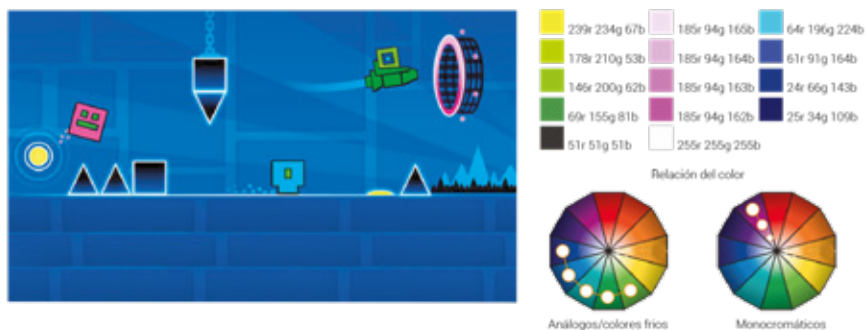 239r 234g 67b 185r 94g 165b 64r 196g 224b
178r 210g 53b 185r 94g 164b 61r 91g 164b
146r 200g 62b 185r 94g 163b 24r 66g 143b
69r 155g 81b 185r 94g 162b 25r 34g 109b
51r 51g 51b 255r 255g 255b
Relación del color
Análogos/colores frios Monocromáticos